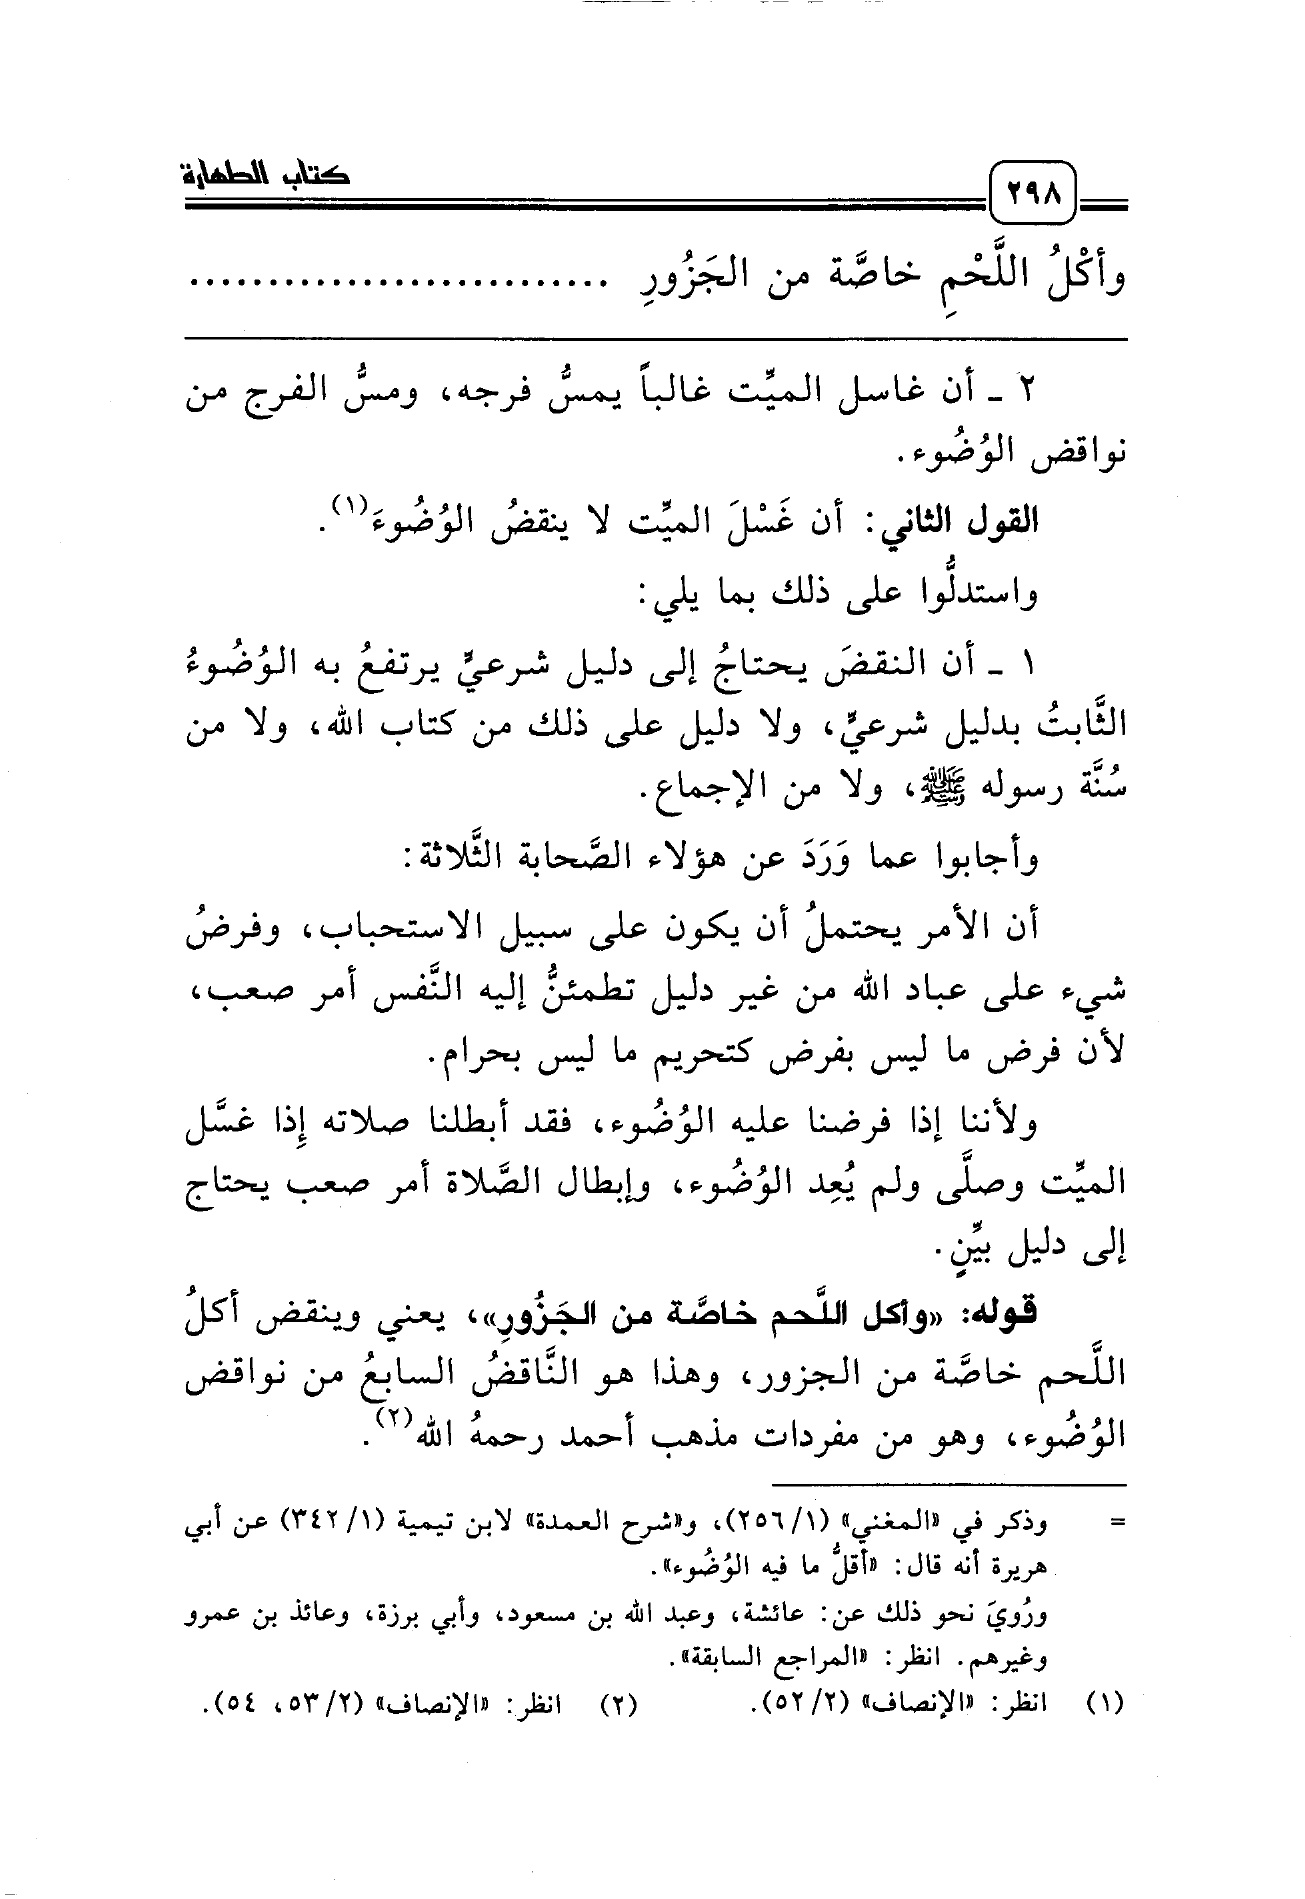 كتاب الطهارة
٢٩٨
وأكْلُ اللَّحْمِ خاصَّة من الجَزُورِ ...........................
٢ ـ أن غاسل الميِّت غالباً يمسُّ فرجه، ومسُّ الفرج من
نواقض الوُضُوء.
القول الثاني: أن غَسْلَ الميِّت لا ينقضُ الوُضُوءَ(١).
واستدلُّوا على ذلك بما يلي:
١ ـ أن النقضَ يحتاجُ إلى دليل شرعيٍّ يرتفعُ به الوُضُوءُ
الثَّابتُ بدليل شرعيٍّ، ولا دليل على ذلك من كتاب الله، ولا من
سُنَّة رسوله ﷺ، ولا من الإجماع.
وأجابوا عما وَرَدَ عن هؤلاء الصَّحابة الثَّلاثة:
أن الأمر يحتملُ أن يكون على سبيل الاستحباب، وفرضُ
شيء على عباد الله من غير دليل تطمئنُّ إليه النَّفس أمر صعب،
لأن فرض ما ليس بفرض كتحريم ما ليس بحرام.
ولأننا إذا فرضنا عليه الوُضُوء، فقد أبطلنا صلاته إِذا غسَّل
الميِّت وصلَّى ولم يُعِد الوُضُوء، وإبطال الصَّلاة أمر صعب يحتاج
إلى دليل بيِّنٍ.
قوله: «وأكل اللَّحم خاصَّة من الجَزُورِ»، يعني وينقض أكلُ
اللَّحم خاصَّة من الجزور، وهذا هو النَّاقضُ السابعُ من نواقض
الوُضُوء، وهو من مفردات مذهب أحمد رحمهُ الله(٢).
= وذكر في «المغني» (١/ ٢٥٦)، و«شرح العمدة» لابن تيمية (١/ ٣٤٢) عن أبي
هريرة أنه قال: «أقلُّ ما فيه الوُضُوء».
ورُويَ نحو ذلك عن: عائشة، وعبد الله بن مسعود، وأبي برزة، وعائذ بن عمرو
وغيرهم. انظر: «المراجع السابقة».
(١) انظر: «الإنصاف» (٢/ ٥٢). (٢) انظر: «الإنصاف» (٢/ ٥٣، ٥٤).